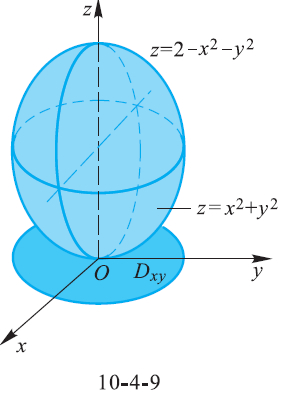 z
z=2-x²-y²
z=x²+y²
O
D_xy
y
x
10-4-9